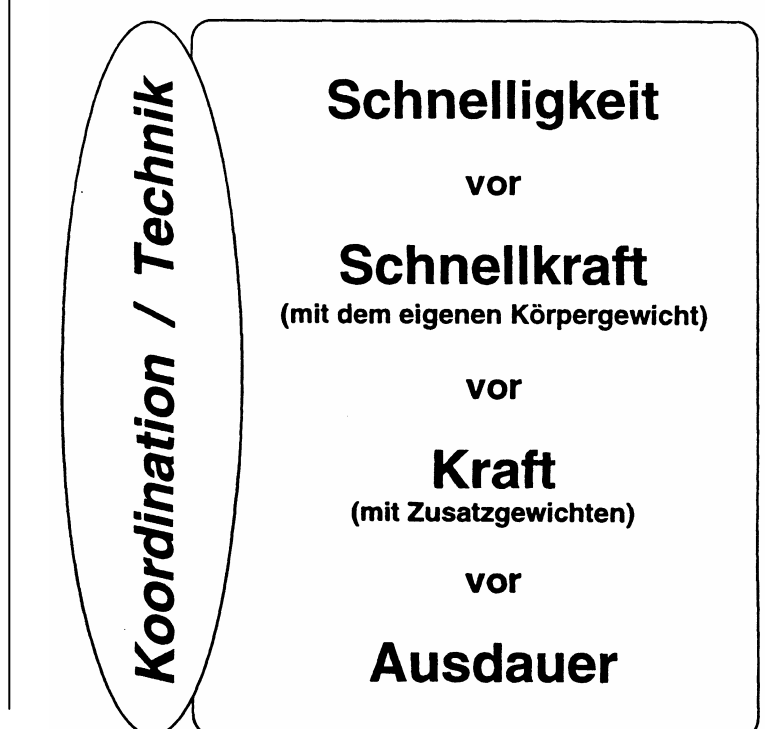 Koordination / Technik
Schnelligkeit
vor
Schnellkraft
(mit dem eigenen Körpergewicht)
vor
Kraft
(mit Zusatzgewichten)
vor
Ausdauer